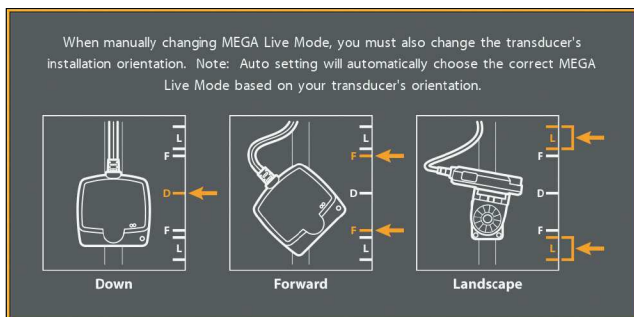 When manually changing MEGA Live Mode, you must also change the transducer's
installation orientation. Note: Auto setting will automatically choose the correct MEGA
Live Mode based on your transducer's orientation.
L
F
D
F
L
Down
L
F
D
F
L
Forward
L
F
D
F
L
Landscape